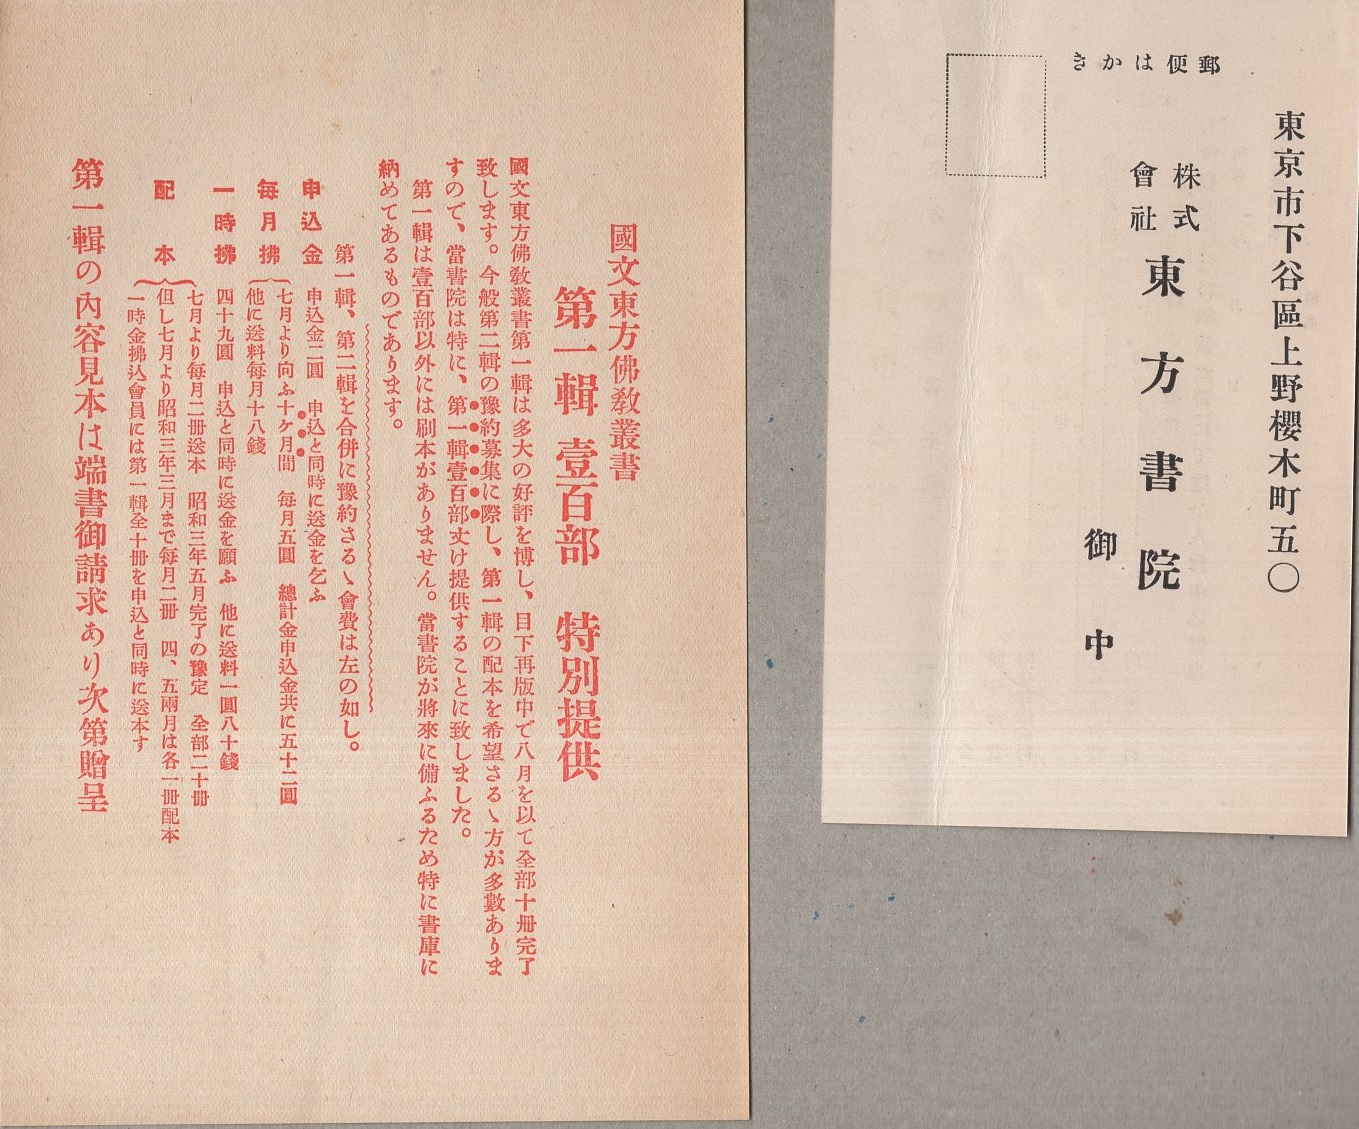 郵便はかき
東京市下谷區上野櫻木町五〇
株式會社 東方書院
御中
國文東方佛教叢書
第一輯 壹百部 特別提供
國文東方佛教叢書第一輯は多大の好評を博し、目下再版中で八月を以て全部十冊完了
致します。今般第二輯の豫約募集に際し、第一輯の配本を希望さるゝ方が多數ありま
すので、當書院は特に、第一輯壹百部丈け提供することに致しました。
第一輯は壹百部以外には刷本がありません。當書院が將來に備ふるため特に書庫に
納めてあるものであります。
第一輯、第二輯を合併に豫約さるゝ會費は左の如し。
申込金 申込金二圓 申込と同時に送金を乞ふ
毎月拂 七月より向ふ十ケ月間 毎月五圓 總計金申込金共に五十二圓
他に送料毎月十八錢
一時拂 四十九圓 申込と同時に送金を願ふ 他に送料一圓八十錢
配本 七月より毎月二冊送本 昭和三年五月完了の豫定 全部二十冊
但し七月より昭和三年三月まで毎月二冊 四、五兩月は各一冊配本
一時金拂込會員には第一輯全十冊を申込と同時に送本す
第一輯の內容見本は端書御請求あり次第贈呈